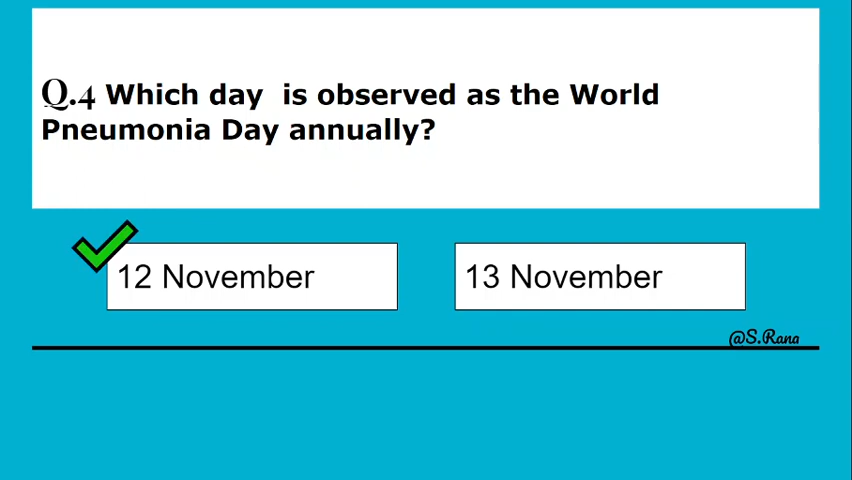 Q.4 Which day  is observed as the World
Pneumonia Day annually?
12 November
13 November
@S.Rana